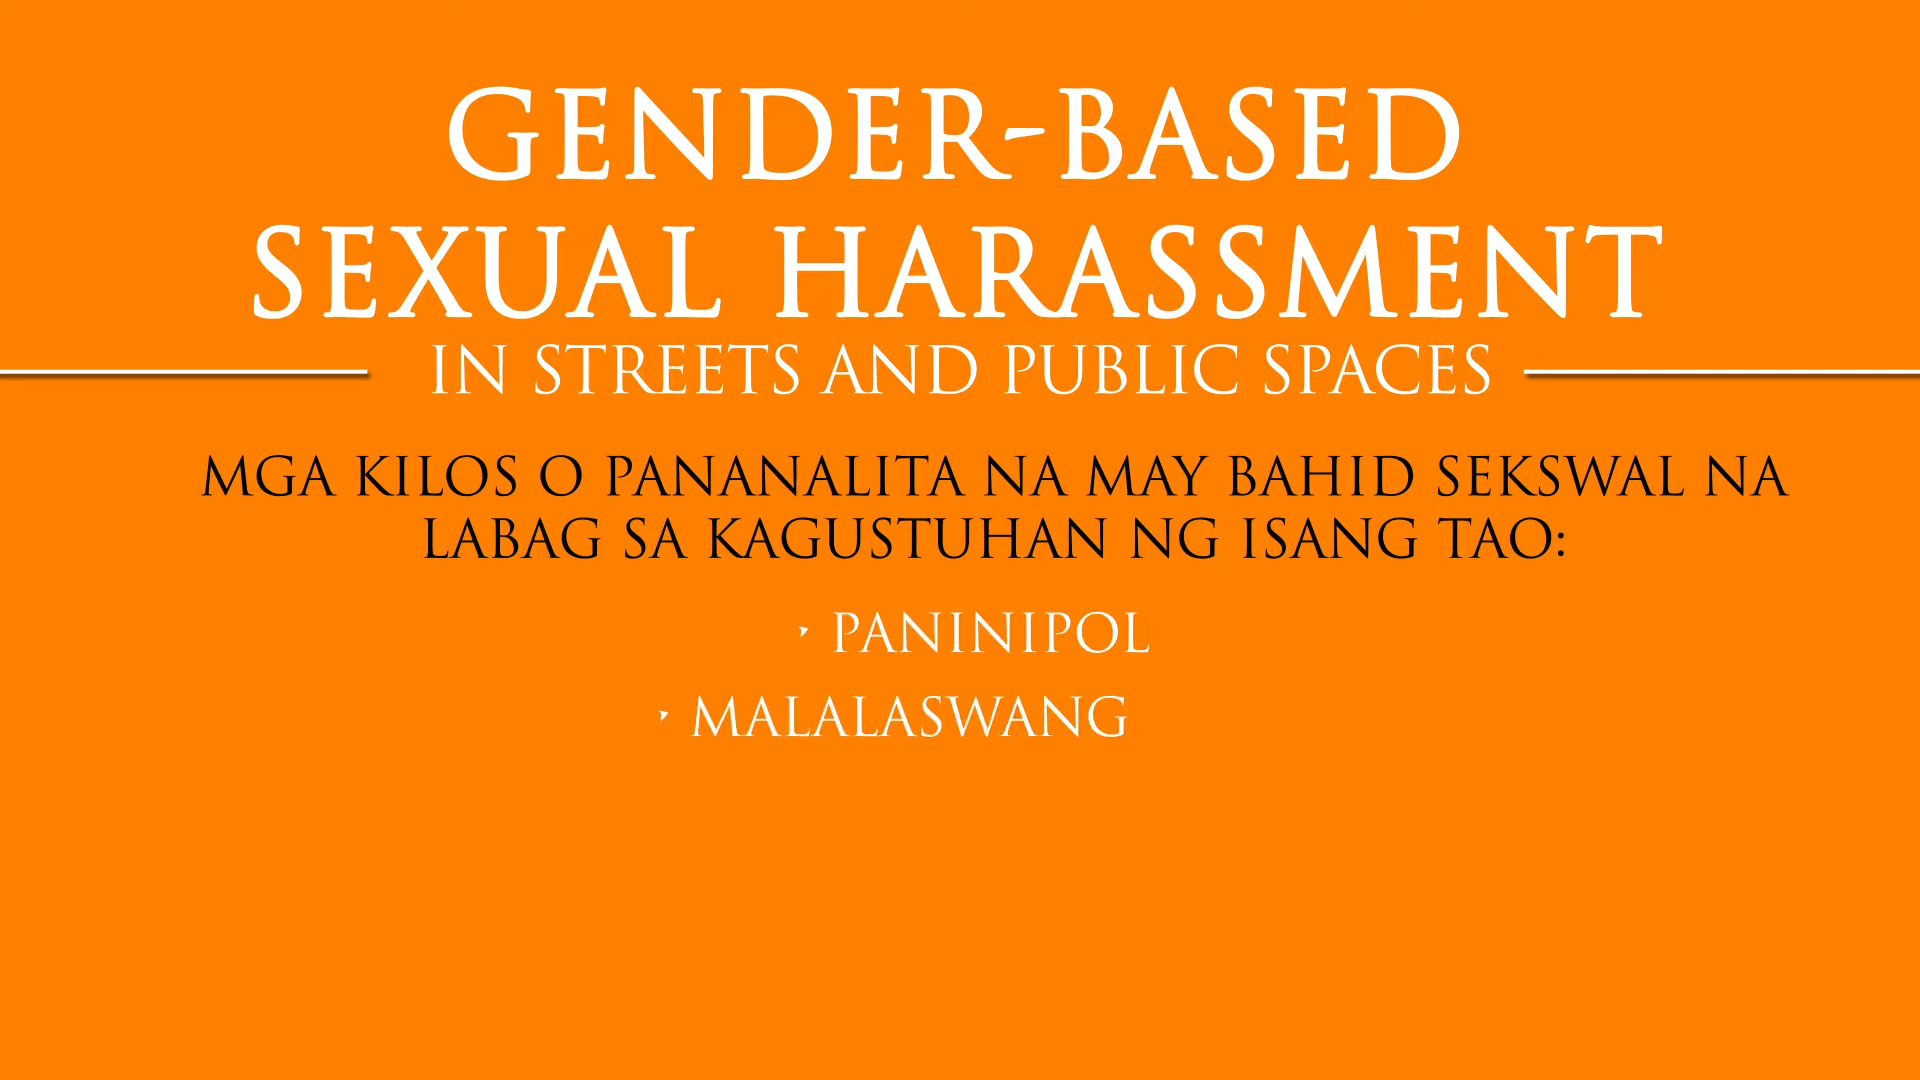 GENDER-BASED
SEXUAL HARASSMENT
IN STREETS AND PUBLIC SPACES
MGA KILOS O PANANALITA NA MAY BAHID SEKSWAL NA
LABAG SA KAGUSTUHAN NG ISANG TAO:
· PANINIPOL
· MALALASWANG